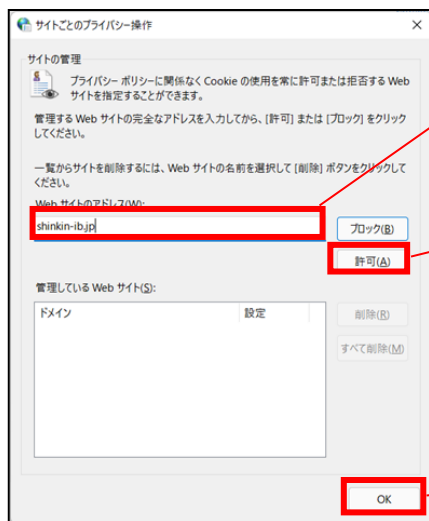 サイトごとのプライバシー操作
サイトの管理
プライバシー ポリシーに関係なく Cookie の使用を常に許可または拒否する Web
サイトを指定することができます。
管理する Web サイトの完全なアドレスを入力してから、[許可] または [ブロック] をクリック
してください。
一覧からサイトを削除するには、Web サイトの名前を選択して [削除] ボタンをクリックして
ください。
Web サイトのアドレス(W):
shinkin-ib.jp
ブロック(B)
許可(A)
管理している Web サイト(S):
ドメイン 設定
削除(R)
すべて削除(M)
OK